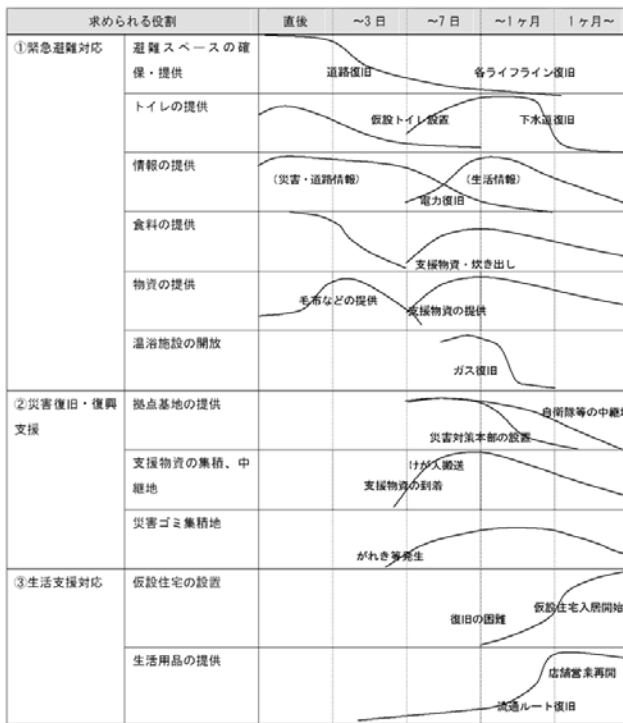 求められる役割 直後 ～3日 ～7日 ～1ヶ月 1ヶ月～
①緊急避難対応 避難スペースの確
保・提供
道路復旧 各ライフライン復旧
トイレの提供
仮設トイレ設置 下水道復旧
情報の提供
（災害・道路情報） （生活情報）
電力復旧
食料の提供
支援物資・炊き出し
物資の提供
毛布などの提供 支援物資の提供
温浴施設の開放
ガス復旧
②災害復旧・復興 拠点基地の提供
支援
自衛隊等の中継地
災害対策本部の設置
支援物資の集積、中
継地
けが人搬送
支援物資の到着
災害ゴミ集積地
がれき等発生
③生活支援対応 仮設住宅の設置
仮設住宅入居開始
復旧の困難
生活用品の提供
店舗営業再開
流通ルート復旧